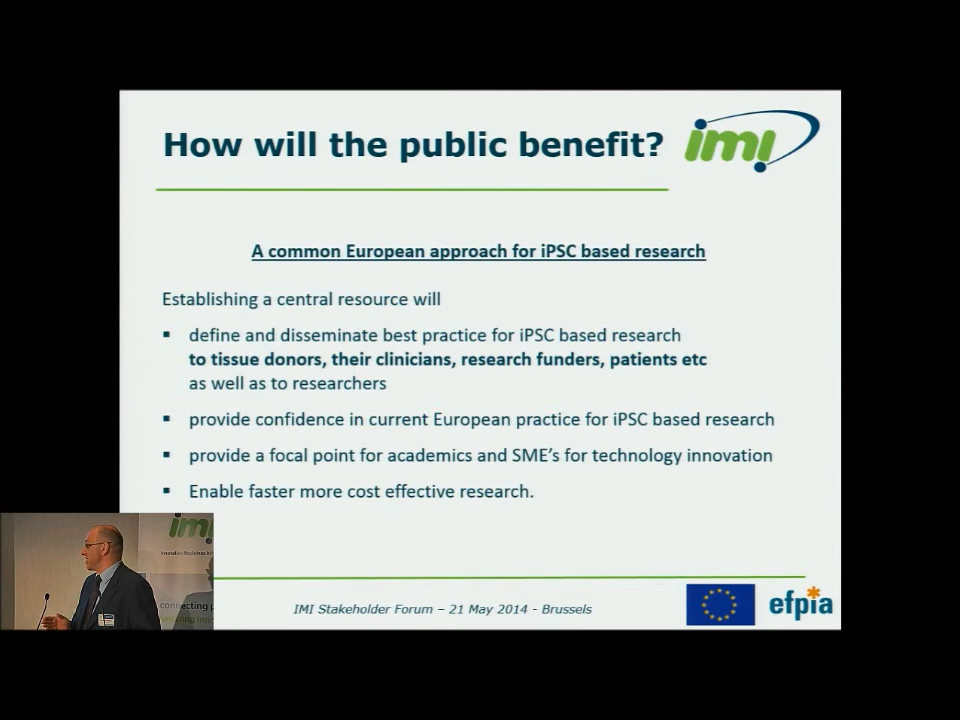 How will the public benefit?
imi
A common European approach for iPSC based research
Establishing a central resource will
▪ define and disseminate best practice for iPSC based research
to tissue donors, their clinicians, research funders, patients etc
as well as to researchers
▪ provide confidence in current European practice for iPSC based research
▪ provide a focal point for academics and SME's for technology innovation
▪ Enable faster more cost effective research.
imi
connecting
IMI Stakeholder Forum – 21 May 2014 - Brussels
efpia